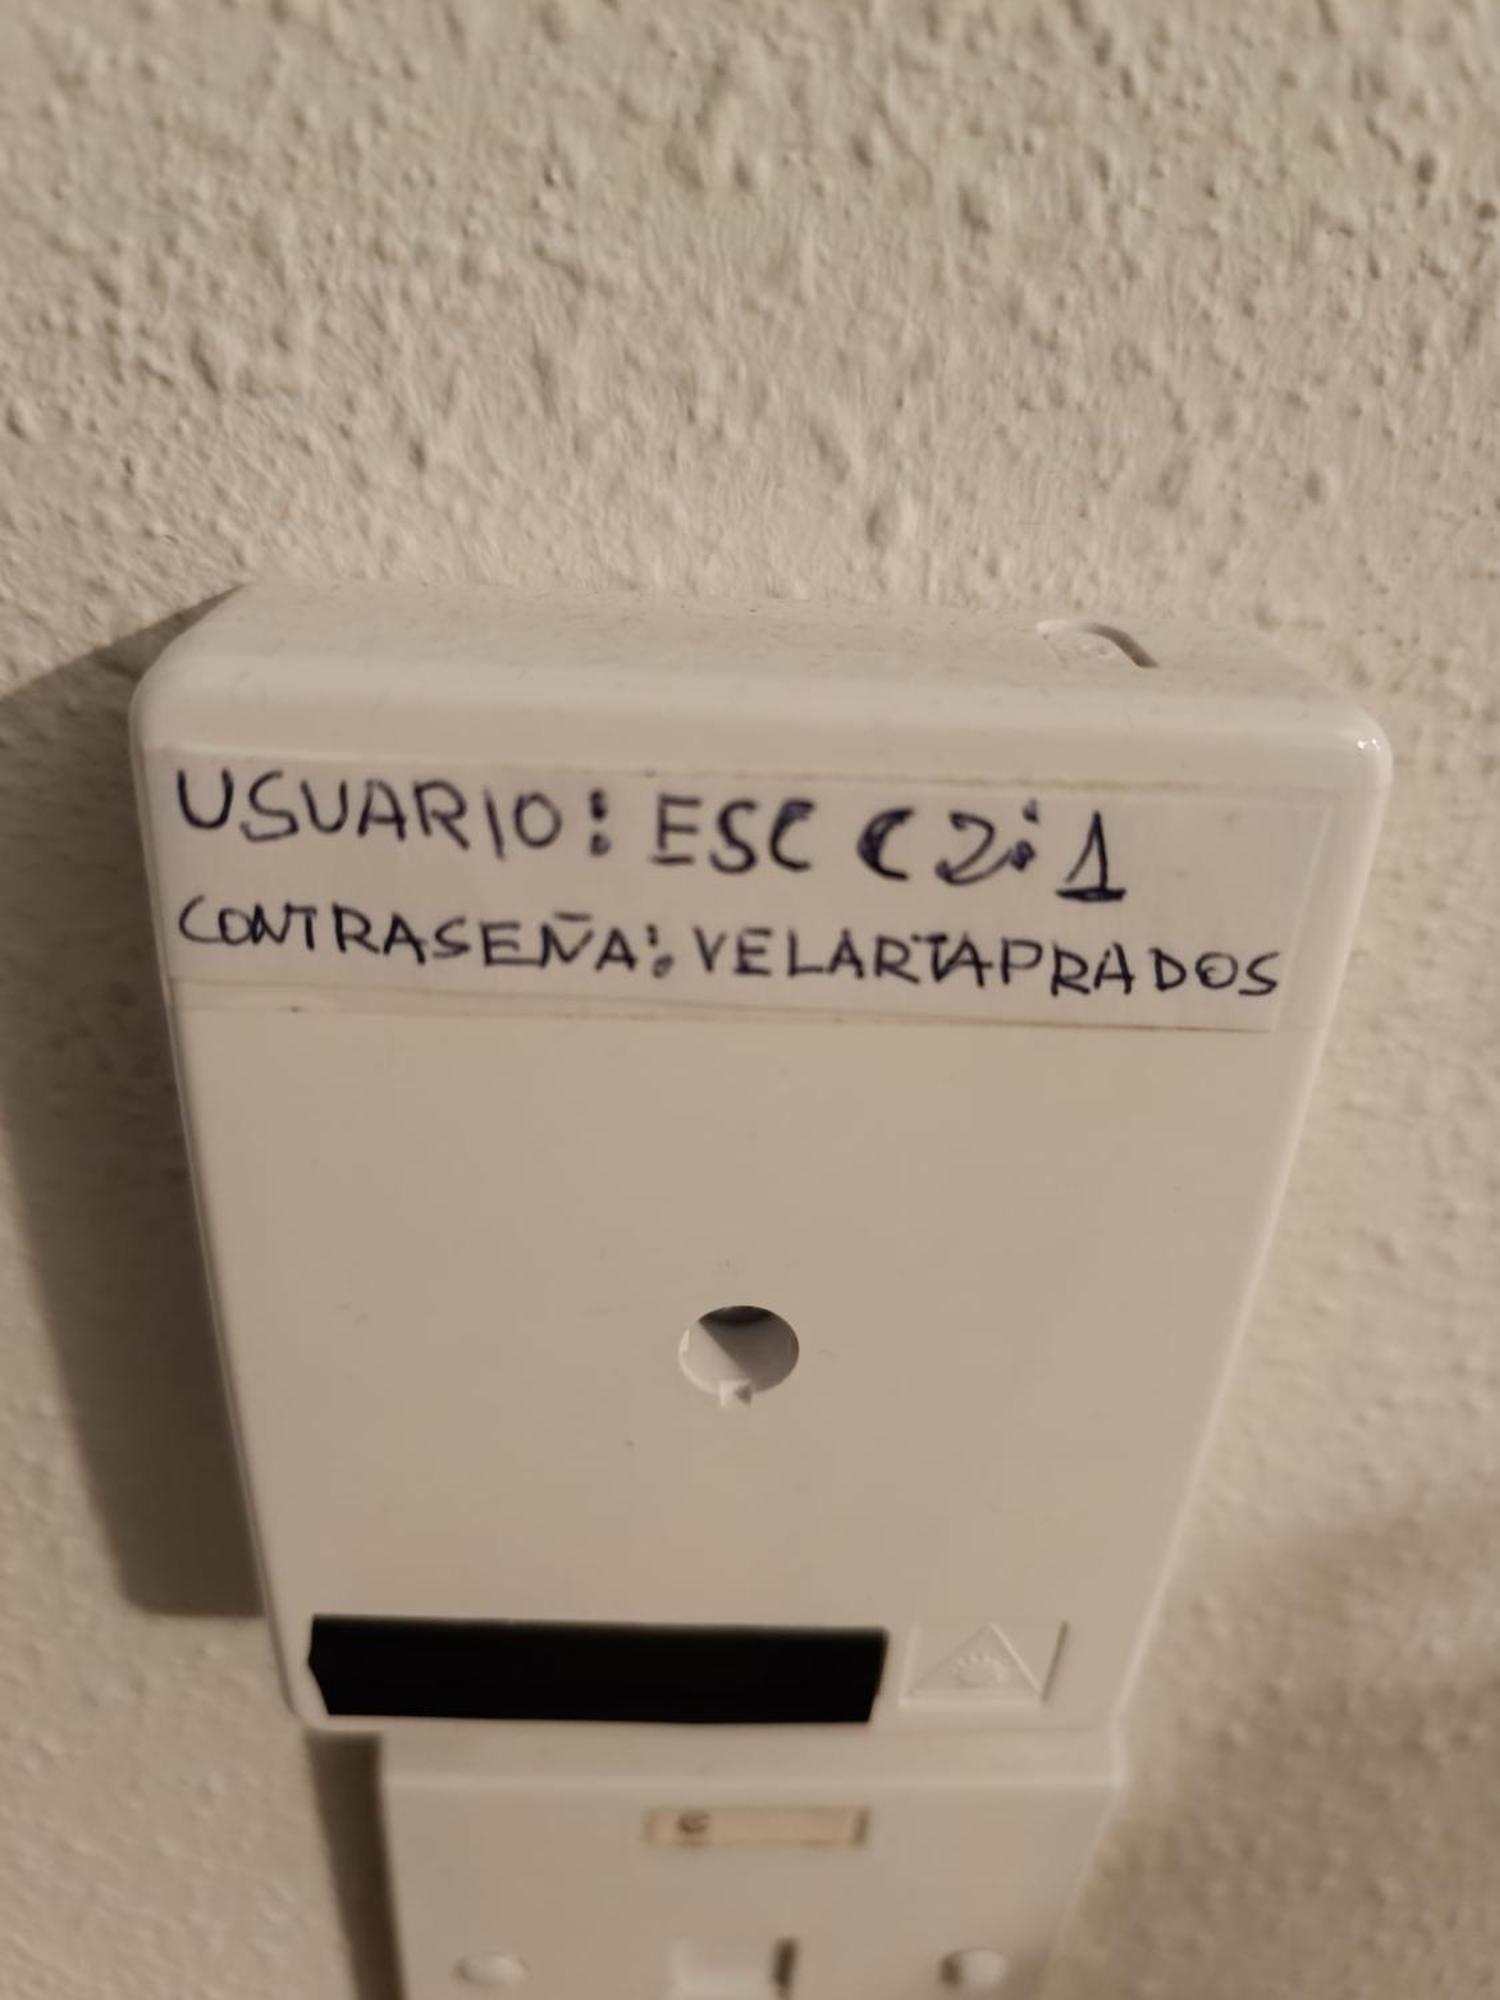 USUARIO: ESC C2:1
CONTRASEÑA: VELARTAPRADOS